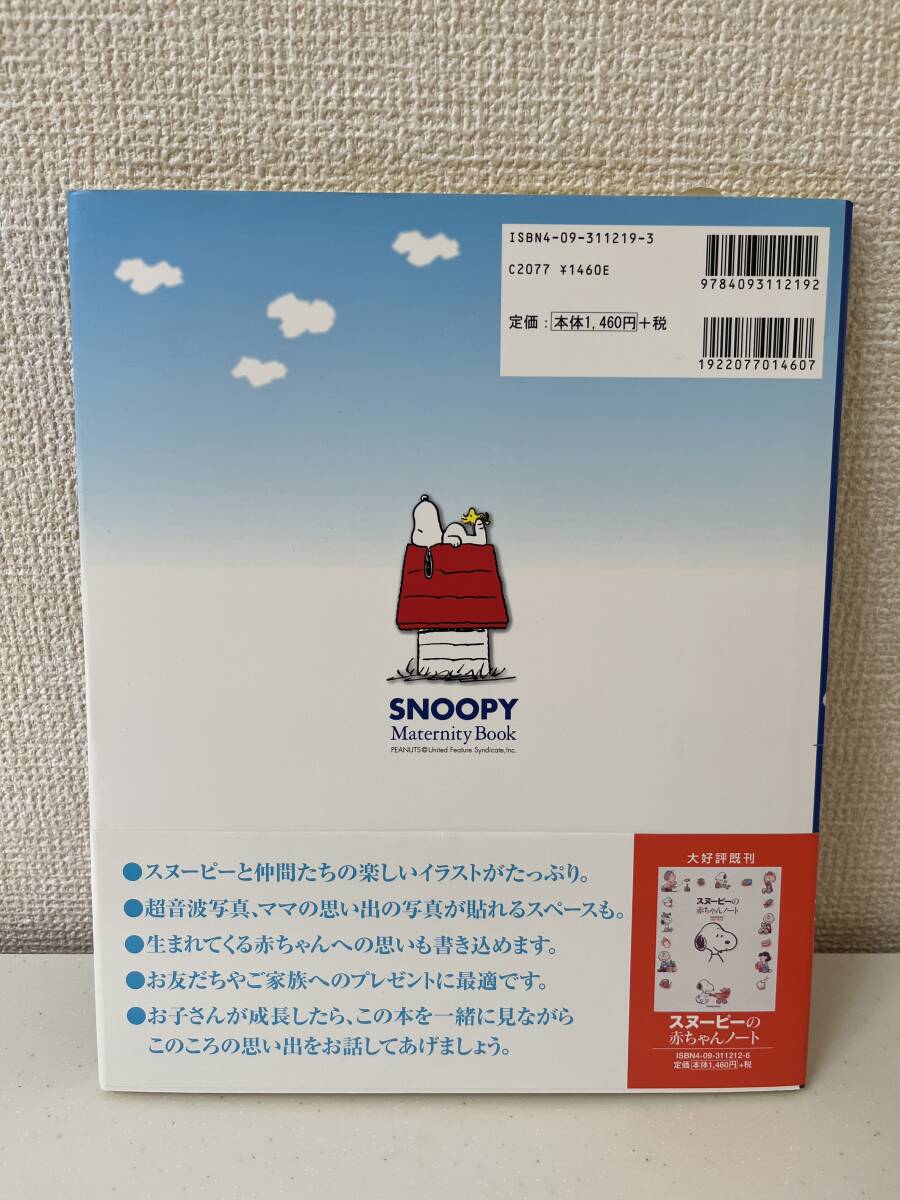 ISBN4-09-311219-3
C2077 ¥1460E
定価：本体1,460円+税
9784093112192
1922077014607
SNOOPY
Maternity Book
PEANUTS©United Feature Syndicate,Inc.
●スヌーピーと仲間たちの楽しいイラストがたっぷり。
●超音波写真、ママの思い出の写真が貼れるスペースも。
●生まれてくる赤ちゃんへの思いも書き込めます。
●お友だちやご家族へのプレゼントに最適です。
●お子さんが成長したら、この本を一緒に見ながら
このころの思い出をお話してあげましょう。
大好評既刊
スヌーピーの
赤ちゃんノート
スヌーピーの
赤ちゃんノート
ISBN4-09-311212-6
定価本体1,460円+税